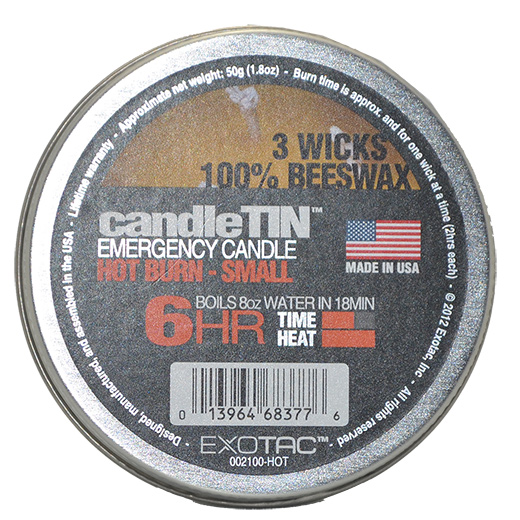 Designed, manufactured, and assembled in the USA. - Lifetime warranty - Approximate net weight: 50g (1.8oz) - Burn time is approx. and for one wick at a time (2hrs each) - © 2012 Exotac, Inc - All rights reserved
3 WICKS
100% BEESWAX
candleTIN™
EMERGENCY CANDLE
HOT BURN - SMALL
MADE IN USA
BOILS 8oz WATER IN 18MIN
6HR TIME
HEAT
0 13964 68377 6
EXOTAC™
002100-HOT